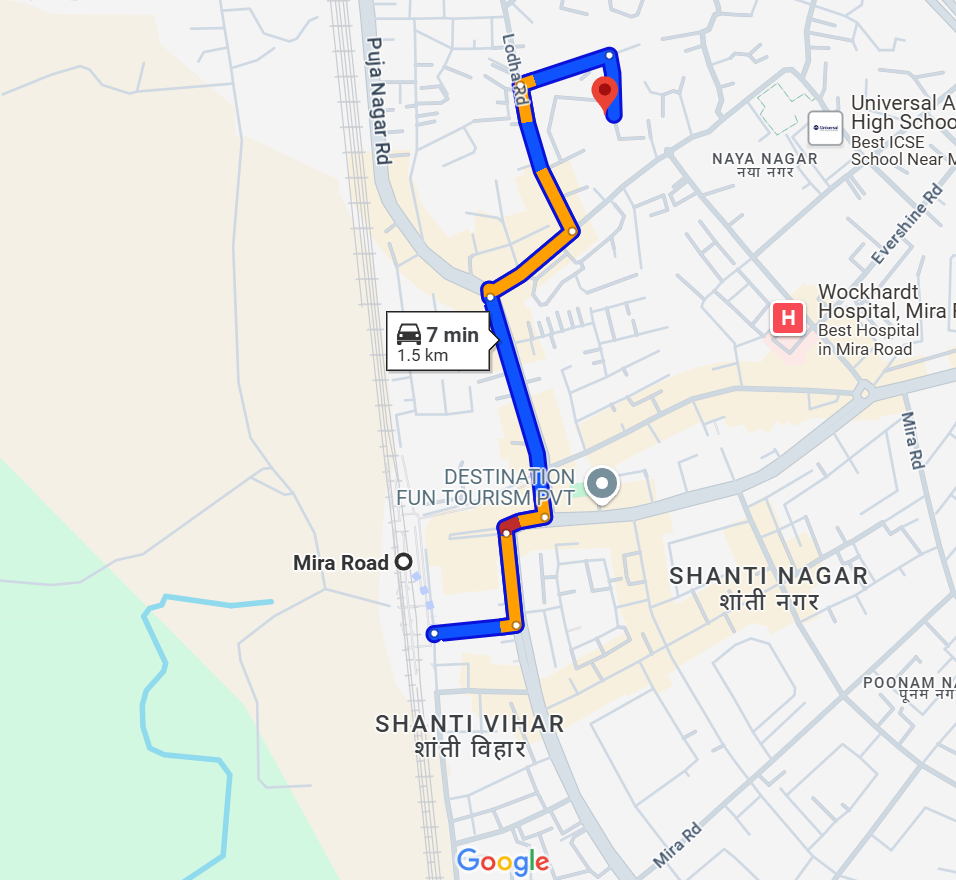 Puja Nagar Rd
Lodha Rd
Universal A
High Schoo
Best ICSE
School Near M
NAYA NAGAR
नया नगर
Evershine Rd
Wockhardt
Hospital, Mira R
Best Hospital
in Mira Road
H
7 min
1.5 km
Mira Rd
DESTINATION
FUN TOURISM PVT
Mira Road
SHANTI NAGAR
शांती नगर
POONAM NA
पूनम नग
SHANTI VIHAR
शांती विहार
Mira Rd
Google